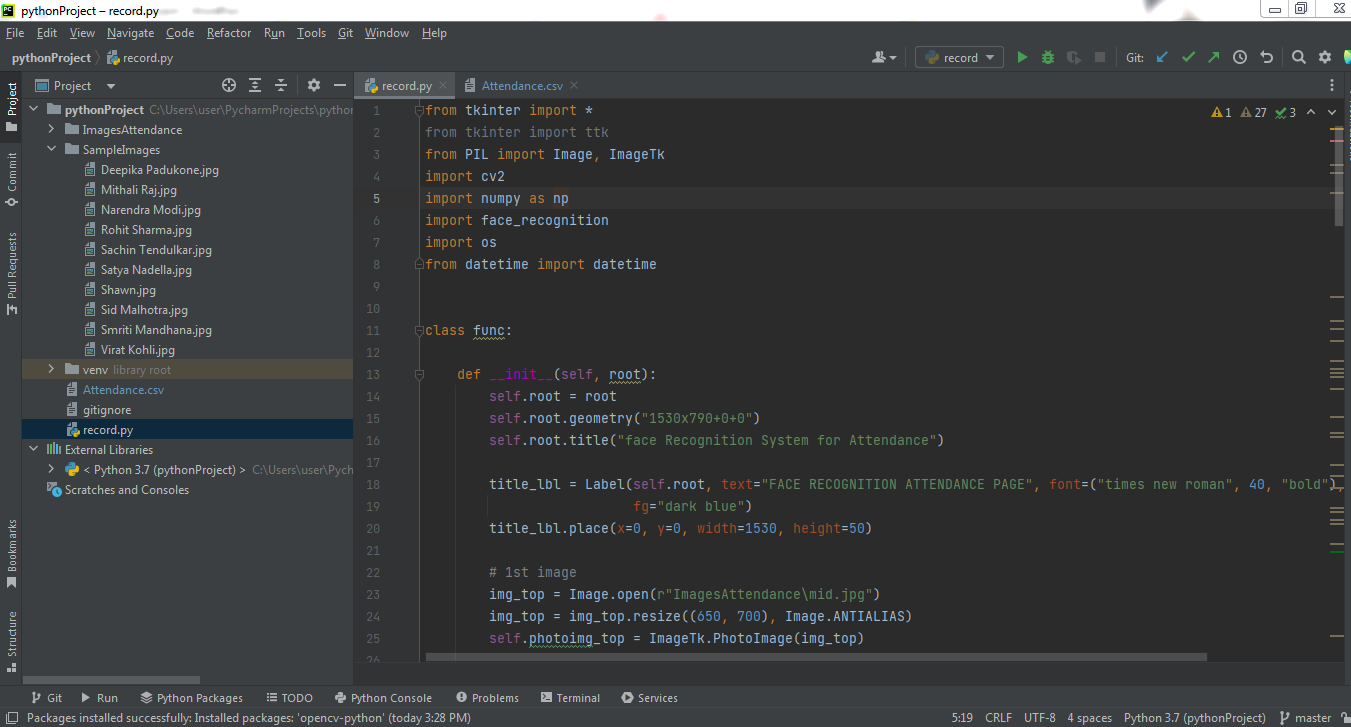 pythonProject – record.py
File Edit View Navigate Code Refactor Run Tools Git Window Help
pythonProject record.py
record
Git:
Project
record.py
Attendance.csv
Project
Commit
Pull Requests
Bookmarks
Structure
pythonProject C:\Users\user\PycharmProjects\python
ImagesAttendance
SampleImages
Deepika Padukone.jpg
Mithali Raj.jpg
Narendra Modi.jpg
Rohit Sharma.jpg
Sachin Tendulkar.jpg
Satya Nadella.jpg
Shawn.jpg
Sid Malhotra.jpg
Smriti Mandhana.jpg
Virat Kohli.jpg
venv library root
Attendance.csv
gitignore
record.py
External Libraries
< Python 3.7 (pythonProject) > C:\Users\user\Pych
Scratches and Consoles
1 27 3
1 from tkinter import *
2 from tkinter import ttk
3 from PIL import Image, ImageTk
4 import cv2
5 import numpy as np
6 import face_recognition
7 import os
8 from datetime import datetime
9
10
11 class func:
12
13 def __init__(self, root):
14 self.root = root
15 self.root.geometry("1530x790+0+0")
16 self.root.title("face Recognition System for Attendance")
17
18 title_lbl = Label(self.root, text="FACE RECOGNITION ATTENDANCE PAGE", font=("times new roman", 40, "bold"),
19 fg="dark blue")
20 title_lbl.place(x=0, y=0, width=1530, height=50)
21
22 # 1st image
23 img_top = Image.open(r"ImagesAttendance\mid.jpg")
24 img_top = img_top.resize((650, 700), Image.ANTIALIAS)
25 self.photoimg_top = ImageTk.PhotoImage(img_top)
26
Git Run Python Packages TODO Python Console Problems Terminal Services
Packages installed successfully: Installed packages: 'opencv-python' (today 3:28 PM)
5:19 CRLF UTF-8 4 spaces Python 3.7 (pythonProject) master